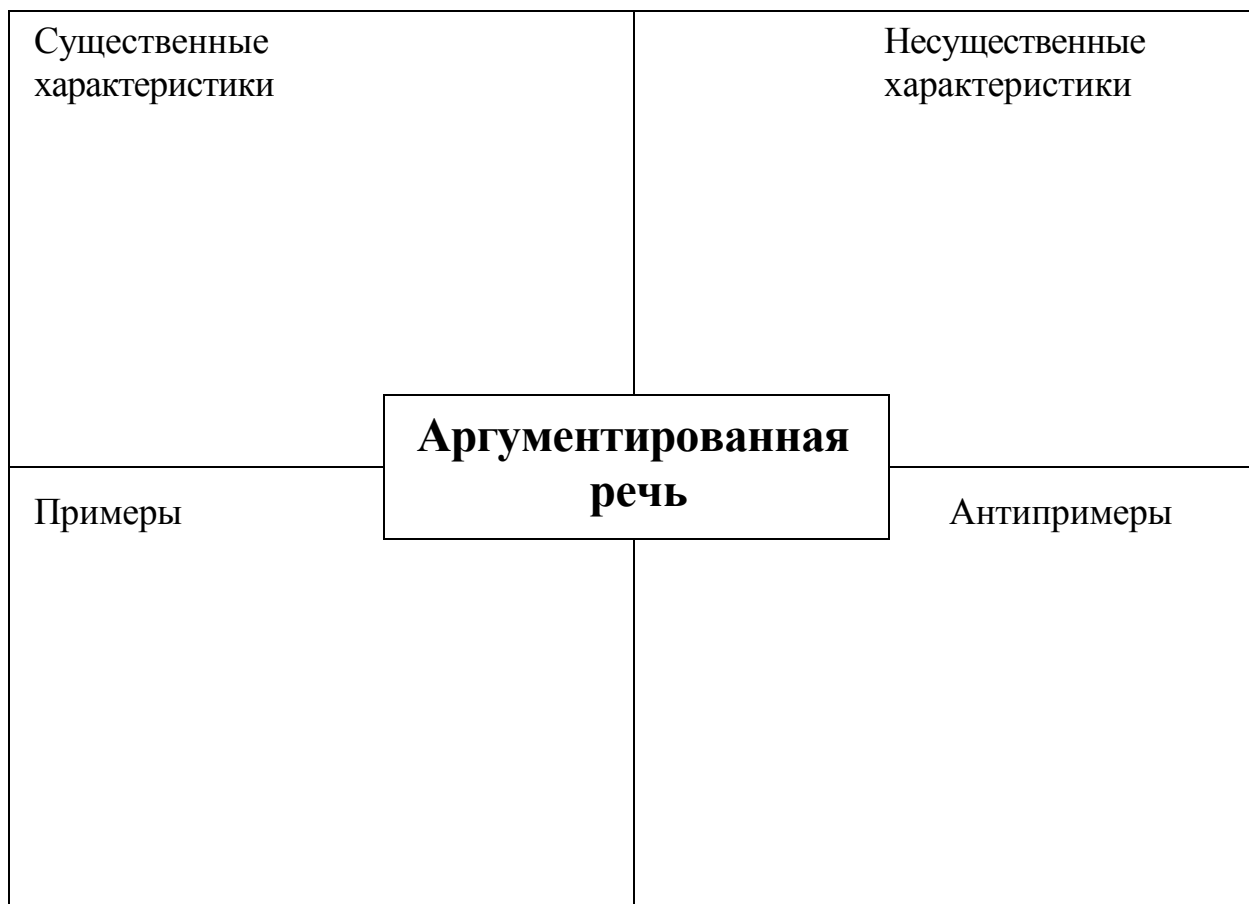 Существенные
характеристики
Несущественные
характеристики
Аргументированная
речь
Примеры
Антипримеры